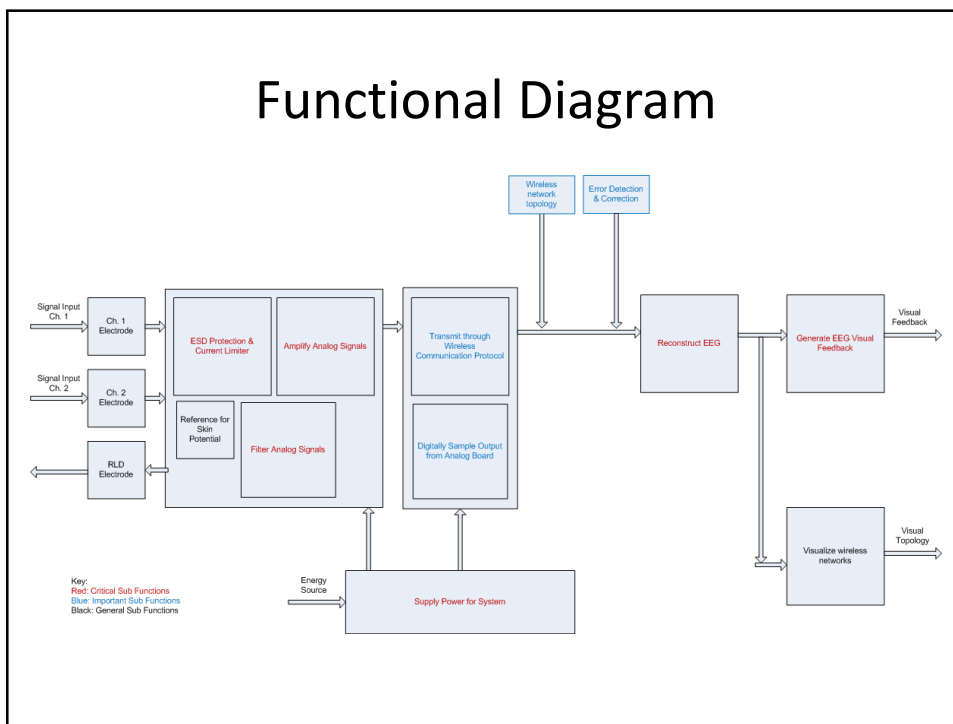 Functional Diagram
Wireless
network
topology
Error Detection
& Correction
Signal Input
Ch. 1
Ch. 1
Electrode
ESD Protection &
Current Limiter
Amplify Analog Signals
Transmit through
Wireless
Communication Protocol
Reconstruct EEG
Generate EEG Visual
Feedback
Visual
Feedback
Signal Input
Ch. 2
Ch. 2
Electrode
Reference for
Skin
Potential
Filter Analog Signals
Digitally Sample Output
from Analog Board
RLD
Electrode
Visualize wireless
networks
Visual
Topology
Energy
Source
Supply Power for System
Key:
Red: Critical Sub Functions
Blue: Important Sub Functions
Black: General Sub Functions